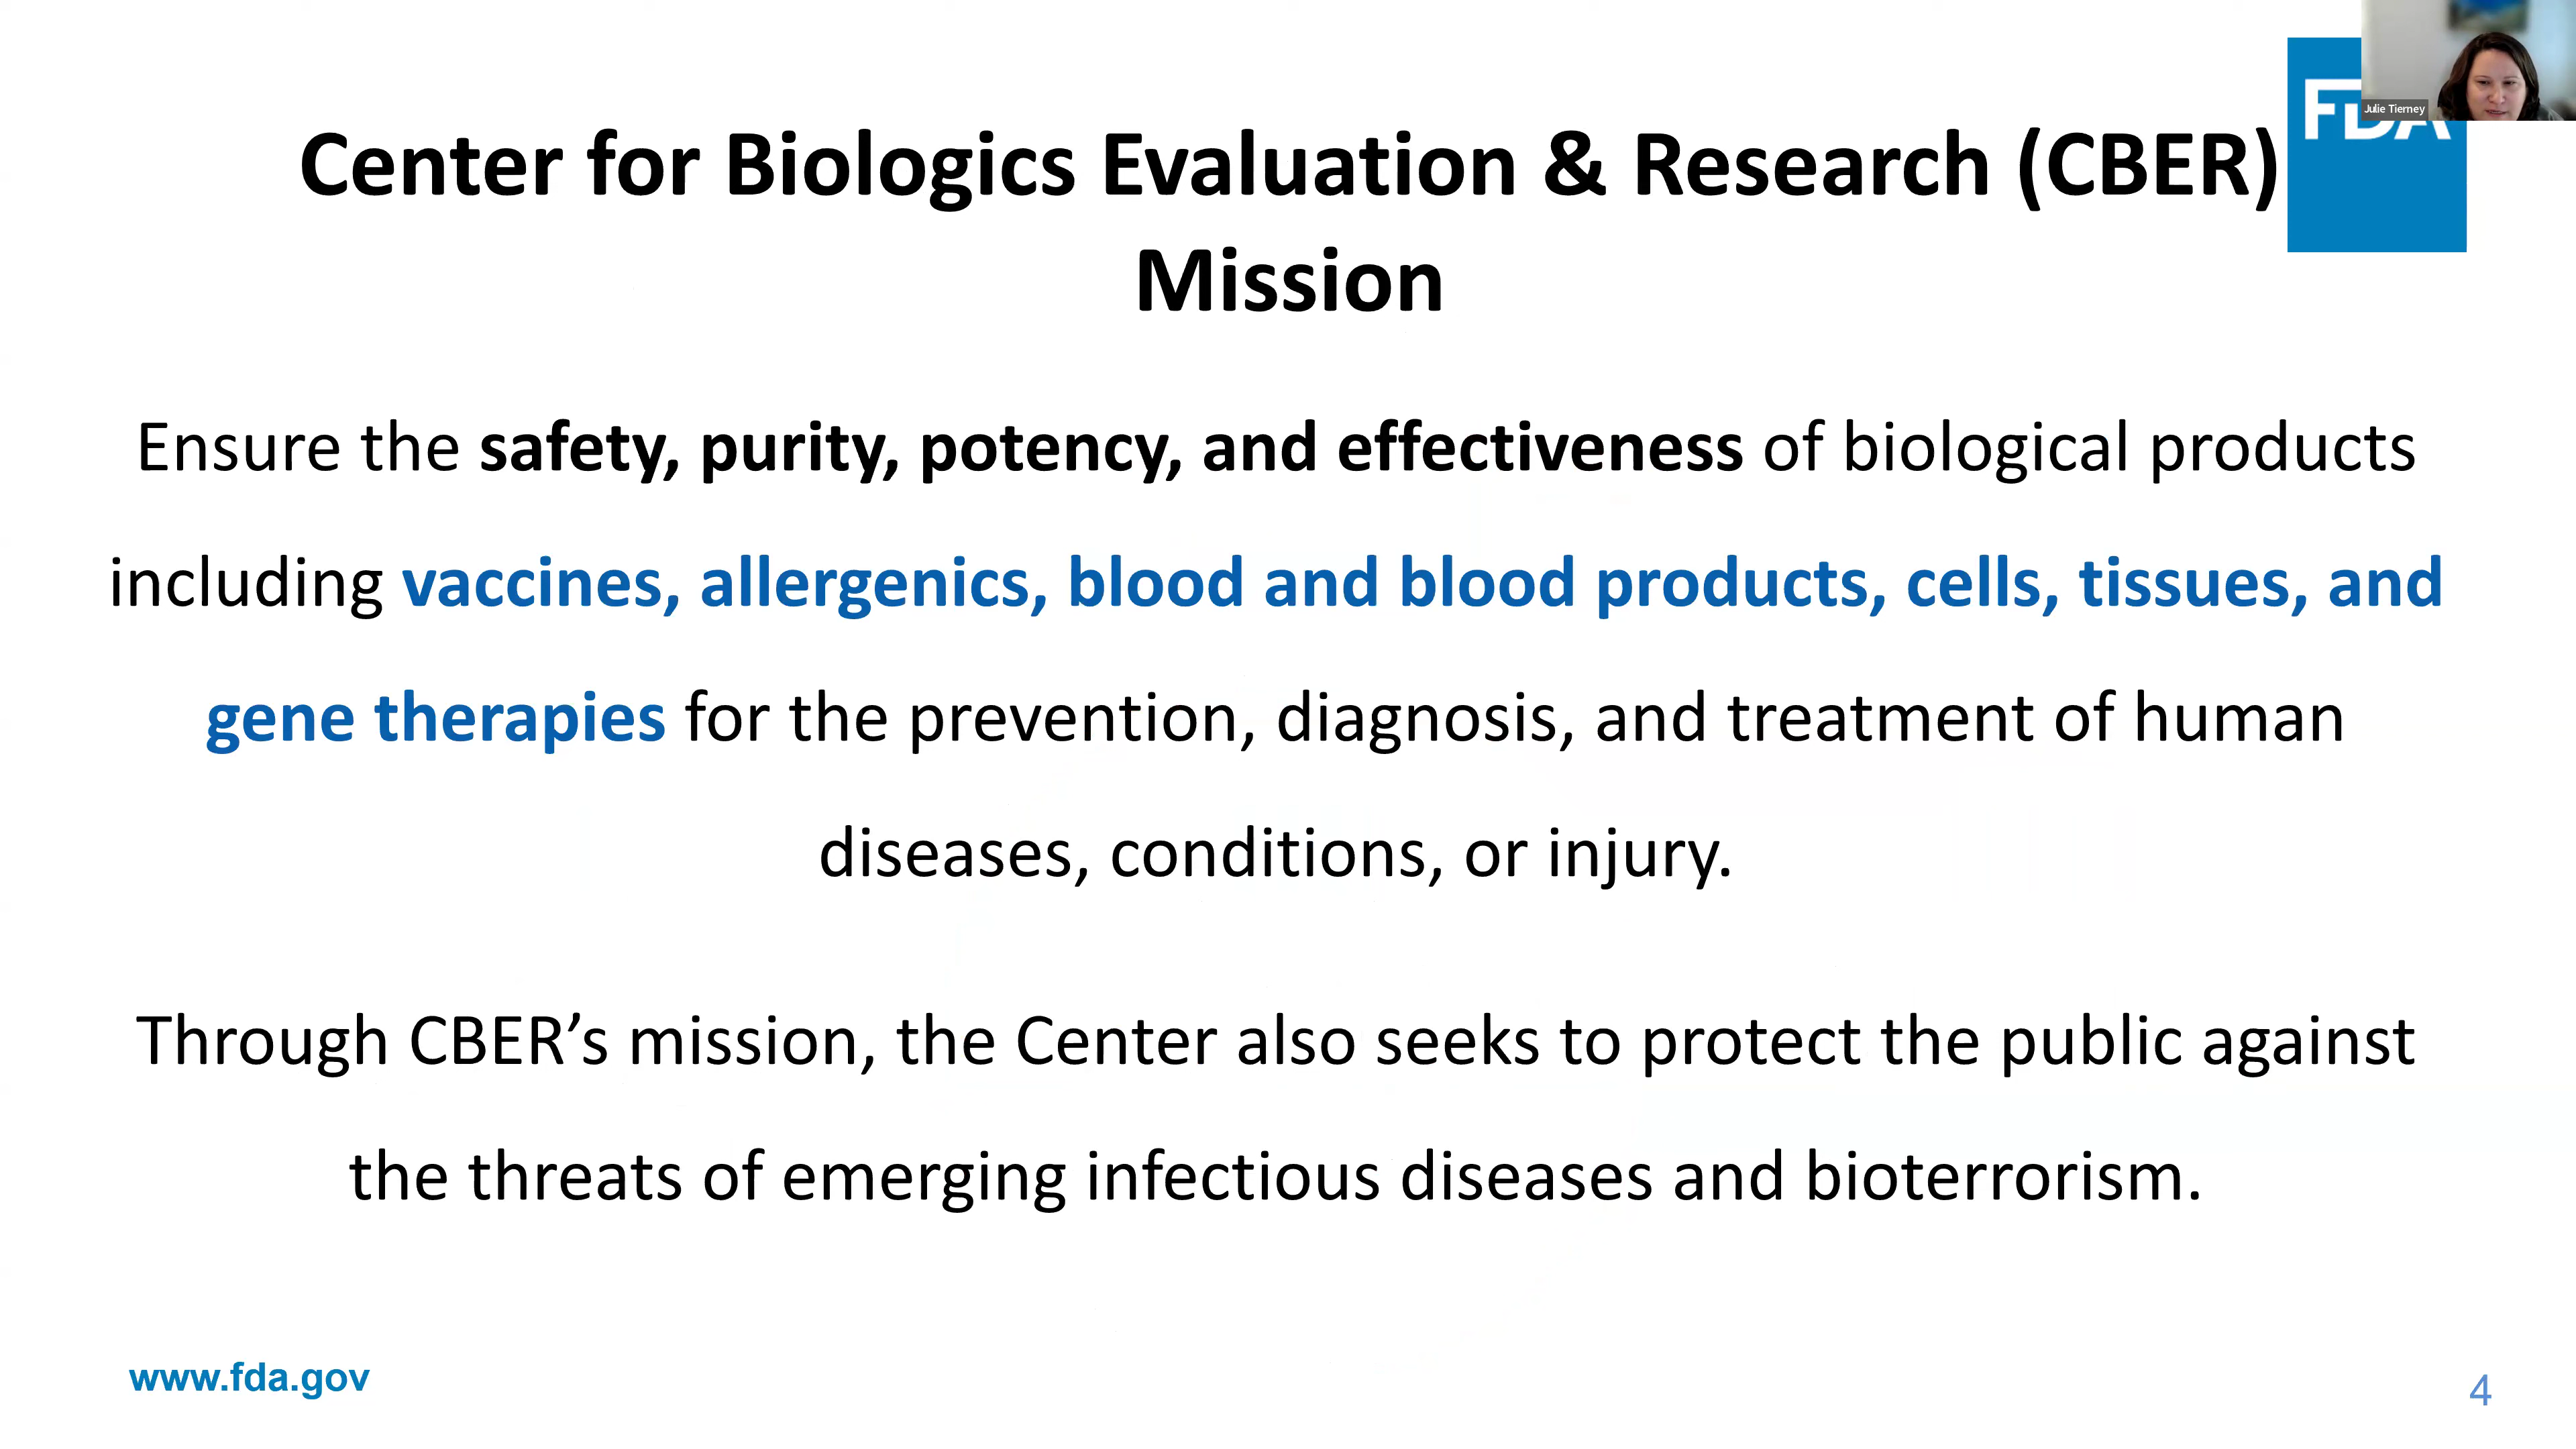 Center for Biologics Evaluation & Research (CBER)
Mission
FDA
Julie Tierney
Ensure the safety, purity, potency, and effectiveness of biological products
including vaccines, allergenics, blood and blood products, cells, tissues, and
gene therapies for the prevention, diagnosis, and treatment of human
diseases, conditions, or injury.
Through CBER’s mission, the Center also seeks to protect the public against
the threats of emerging infectious diseases and bioterrorism.
www.fda.gov
4